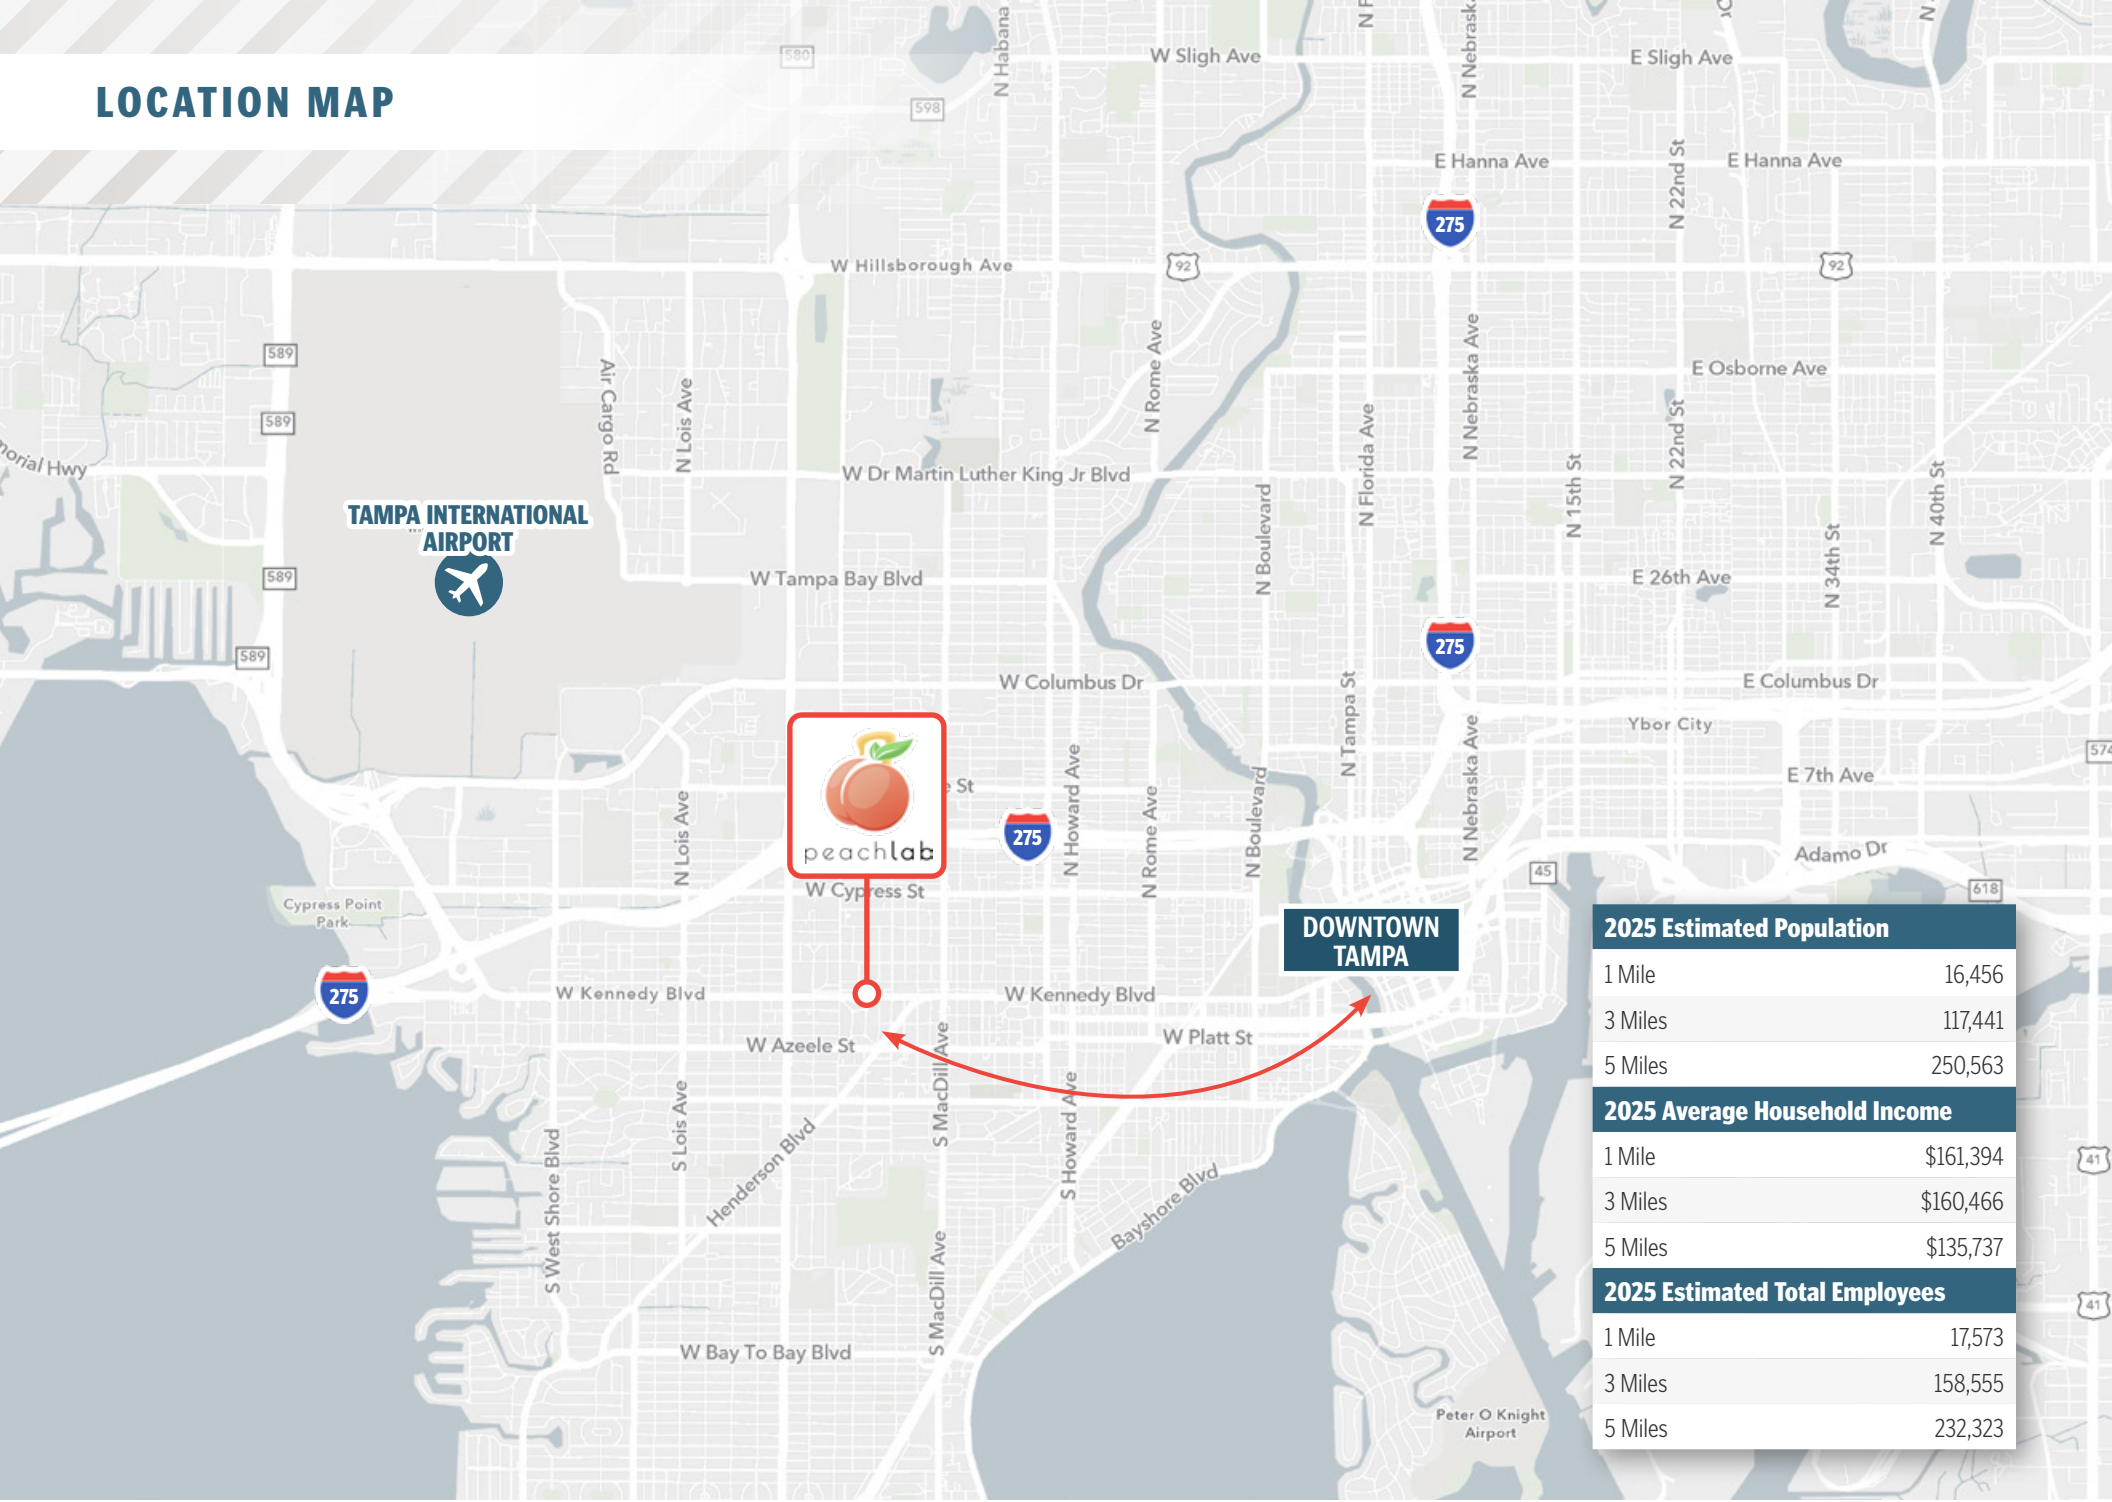 LOCATION MAP
580
598
N Habana
W Sligh Ave
N Nebrask
E Sligh Ave
E Hanna Ave
E Hanna Ave
N 22nd St
275
W Hillsborough Ave
92
92
589
Air Cargo Rd
N Lois Ave
N Rome Ave
N Nebraska Ave
E Osborne Ave
589
N Florida Ave
N 22nd St
morial Hwy
W Dr Martin Luther King Jr Blvd
N Boulevard
N 15th St
N 40th St
TAMPA INTERNATIONAL
AIRPORT
N 34th St
589
W Tampa Bay Blvd
E 26th Ave
275
589
W Columbus Dr
N Tampa St
E Columbus Dr
Ybor City
N Nebraska Ave
574
E 7th Ave
e St
peachlab
275
N Lois Ave
N Howard Ave
N Rome Ave
N Boulevard
Adamo Dr
45
618
W Cypress St
Cypress Point
Park
DOWNTOWN
TAMPA
275
W Kennedy Blvd
W Kennedy Blvd
W Azeele St
W Platt St
S MacDill Ave
S Lois Ave
S Howard Ave
Henderson Blvd
S West Shore Blvd
Bayshore Blvd
S MacDill Ave
W Bay To Bay Blvd
Peter O Knight
Airport
41
41
2025 Estimated Population
1 Mile 16,456
3 Miles 117,441
5 Miles 250,563
2025 Average Household Income
1 Mile $161,394
3 Miles $160,466
5 Miles $135,737
2025 Estimated Total Employees
1 Mile 17,573
3 Miles 158,555
5 Miles 232,323